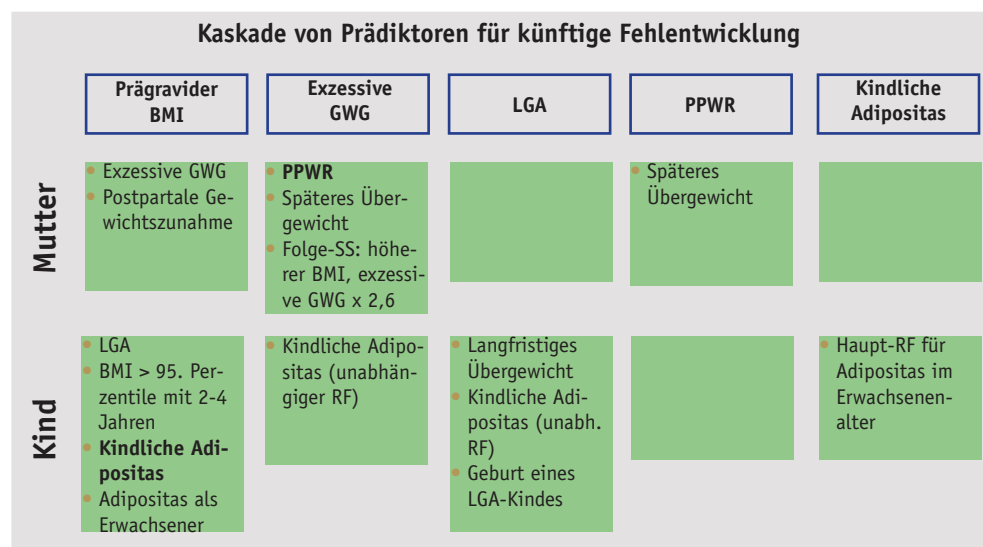 Kaskade von Prädiktoren für künftige Fehlentwicklung
Prägravider
BMI
Exzessive
GWG
LGA
PPWR
Kindliche
Adipositas
Mutter
• Exzessive GWG
• Postpartale Ge-
wichtszunahme
• PPWR
• Späteres Über-
gewicht
• Folge-SS: höhe-
rer BMI, exzessi-
ve GWG x 2,6
• Späteres
Übergewicht
Kind
• LGA
• BMI > 95. Per-
zentile mit 2-4
Jahren
• Kindliche Adi-
positas
• Adipositas als
Erwachsener
• Kindliche Adipo-
sitas (unabhän-
giger RF)
• Langfristiges
Übergewicht
• Kindliche Adi-
positas (unabh.
RF)
• Geburt eines
LGA-Kindes
• Haupt-RF für
Adipositas im
Erwachsenen-
alter